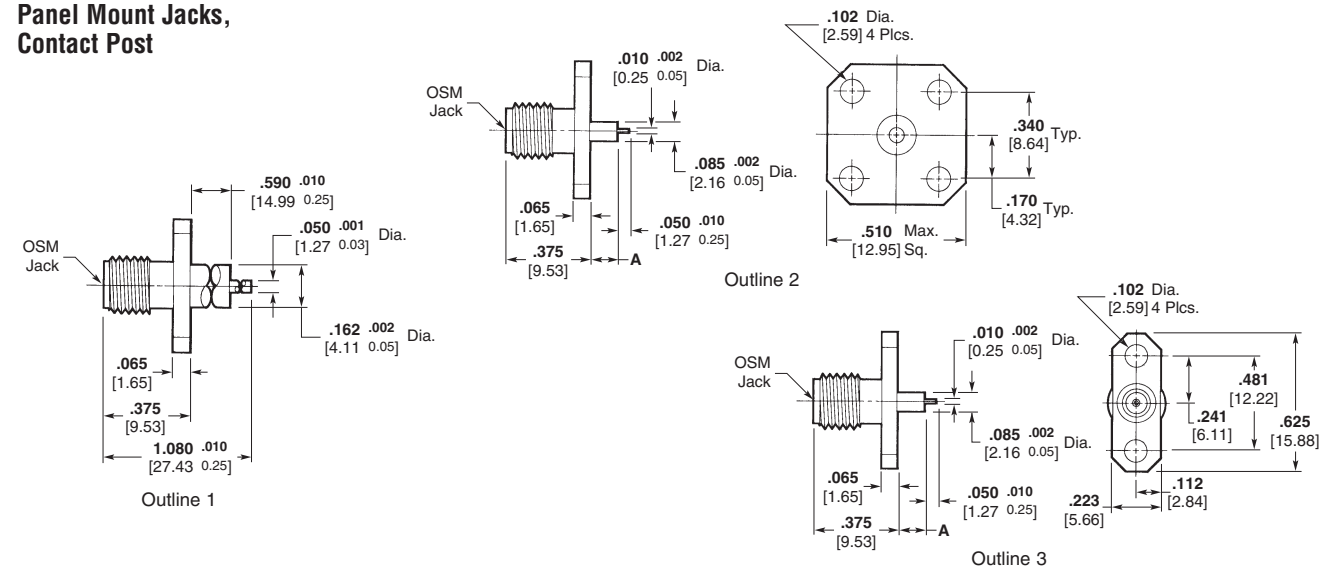 Panel Mount Jacks,
Contact Post
OSM
Jack
.590 .010
[14.99 0.25]
.050 .001 Dia.
[1.27 0.03]
.162 .002 Dia.
[4.11 0.05]
.065
[1.65]
.375
[9.53]
1.080 .010
[27.43 0.25]
Outline 1
OSM
Jack
.010 .002 Dia.
[0.25 0.05]
.085 .002 Dia.
[2.16 0.05]
.065
[1.65]
.050 .010
[1.27 0.25]
.375
[9.53]
A
.102 Dia.
[2.59] 4 Plcs.
.340 Typ.
[8.64]
.170 Typ.
[4.32]
.510 Max.
[12.95] Sq.
Outline 2
OSM
Jack
.010 .002 Dia.
[0.25 0.05]
.085 .002 Dia.
[2.16 0.05]
.065
[1.65]
.050 .010
[1.27 0.25]
.375
[9.53]
A
.102 Dia.
[2.59] 4 Plcs.
.481
[12.22]
.241
[6.11]
.625
[15.88]
.112
[2.84]
.223
[5.66]
Outline 3